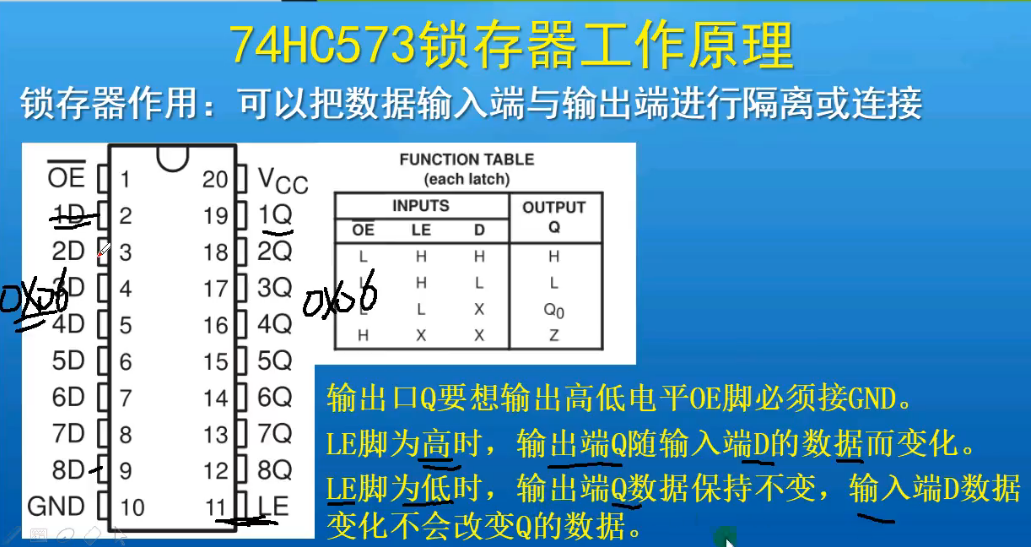 74HC573锁存器工作原理
锁存器作用：可以把数据输入端与输出端进行隔离或连接
OE 1 20 VCC
1D 2 19 1Q
2D 3 18 2Q
3D 4 17 3Q
4D 5 16 4Q
5D 6 15 5Q
6D 7 14 6Q
7D 8 13 7Q
8D 9 12 8Q
GND 10 11 LE
0X06
0X06
FUNCTION TABLE
(each latch)
INPUTS OUTPUT
OE LE D Q
L H H H
L H L L
L L X Q0
H X X Z
输出口Q要想输出高低电平OE脚必须接GND。
LE脚为高时，输出端Q随输入端D的数据而变化。
LE脚为低时，输出端Q数据保持不变，输入端D数据
变化不会改变Q的数据。